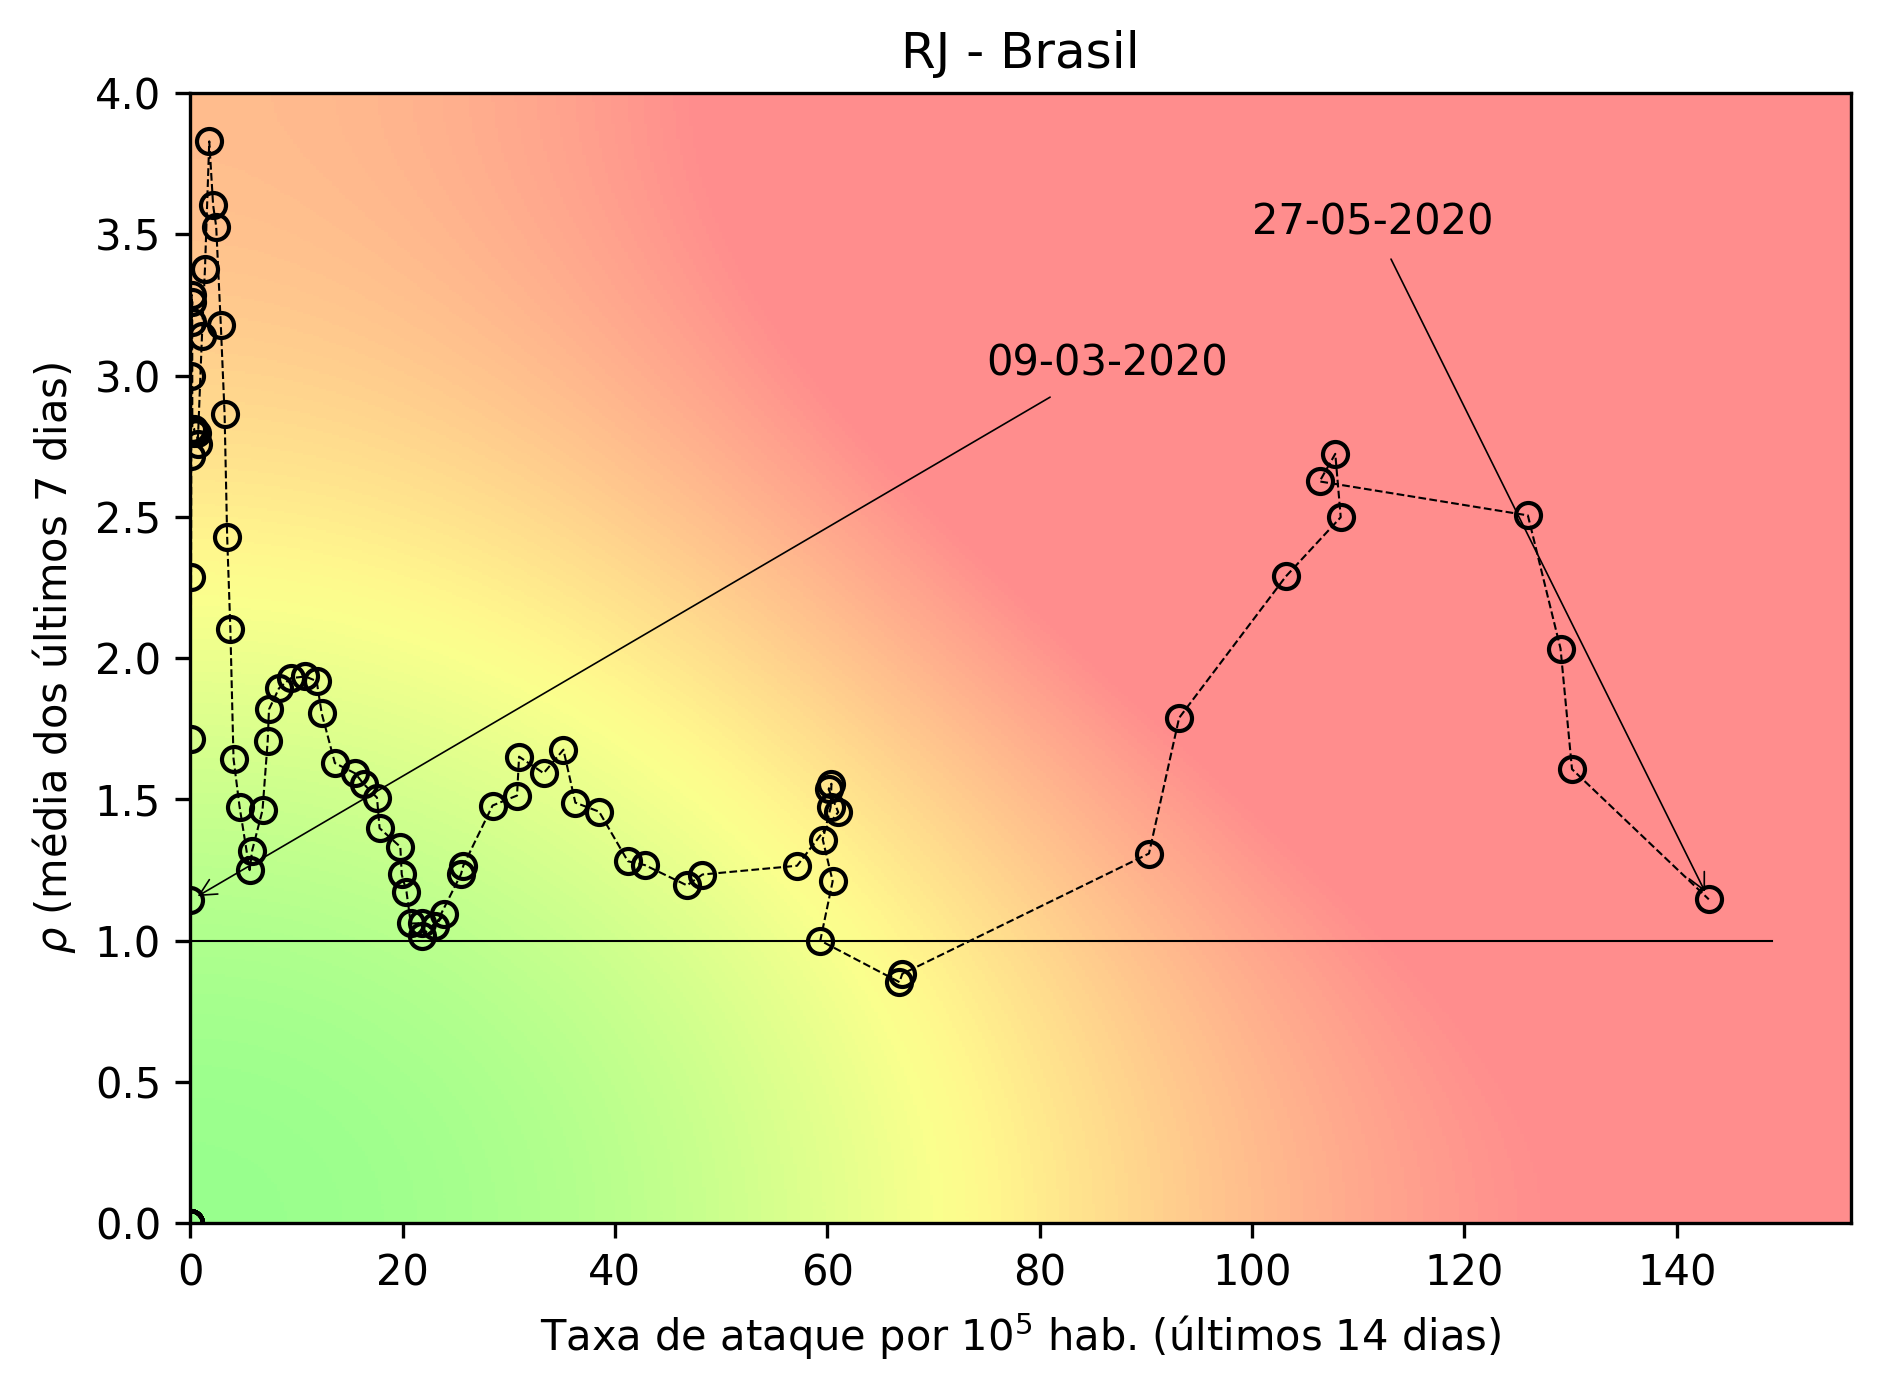 RJ - Brasil
4.0
3.5
3.0
2.5
2.0
1.5
1.0
0.5
0.0
ρ (média dos últimos 7 dias)
27-05-2020
09-03-2020
0 20 40 60 80 100 120 140
Taxa de ataque por 10⁵ hab. (últimos 14 dias)